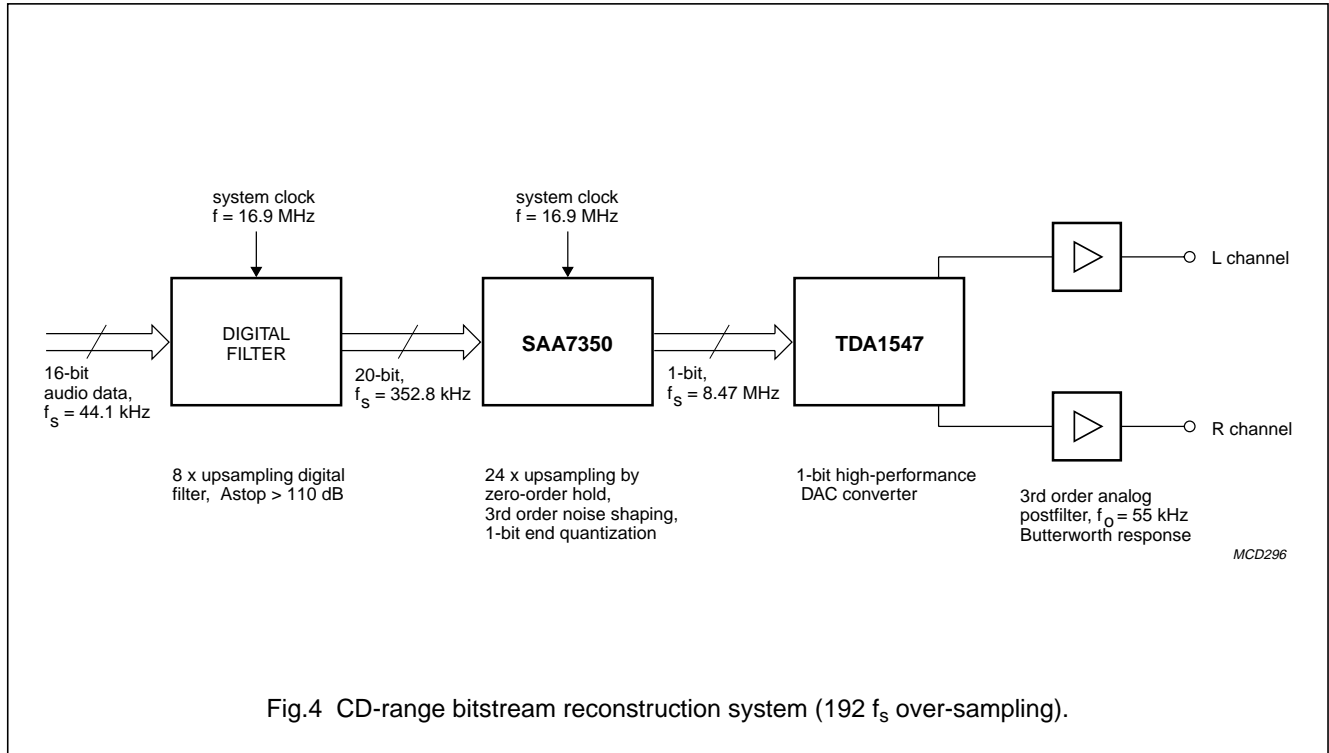 system clock
f = 16.9 MHz
system clock
f = 16.9 MHz
DIGITAL
FILTER
SAA7350
TDA1547
L channel
R channel
16-bit
audio data,
fs = 44.1 kHz
20-bit,
fs = 352.8 kHz
1-bit,
fs = 8.47 MHz
8 x upsampling digital
filter, Astop > 110 dB
24 x upsampling by
zero-order hold,
3rd order noise shaping,
1-bit end quantization
1-bit high-performance
DAC converter
3rd order analog
postfilter, fo = 55 kHz
Butterworth response
MCD296
Fig.4 CD-range bitstream reconstruction system (192 fs over-sampling).